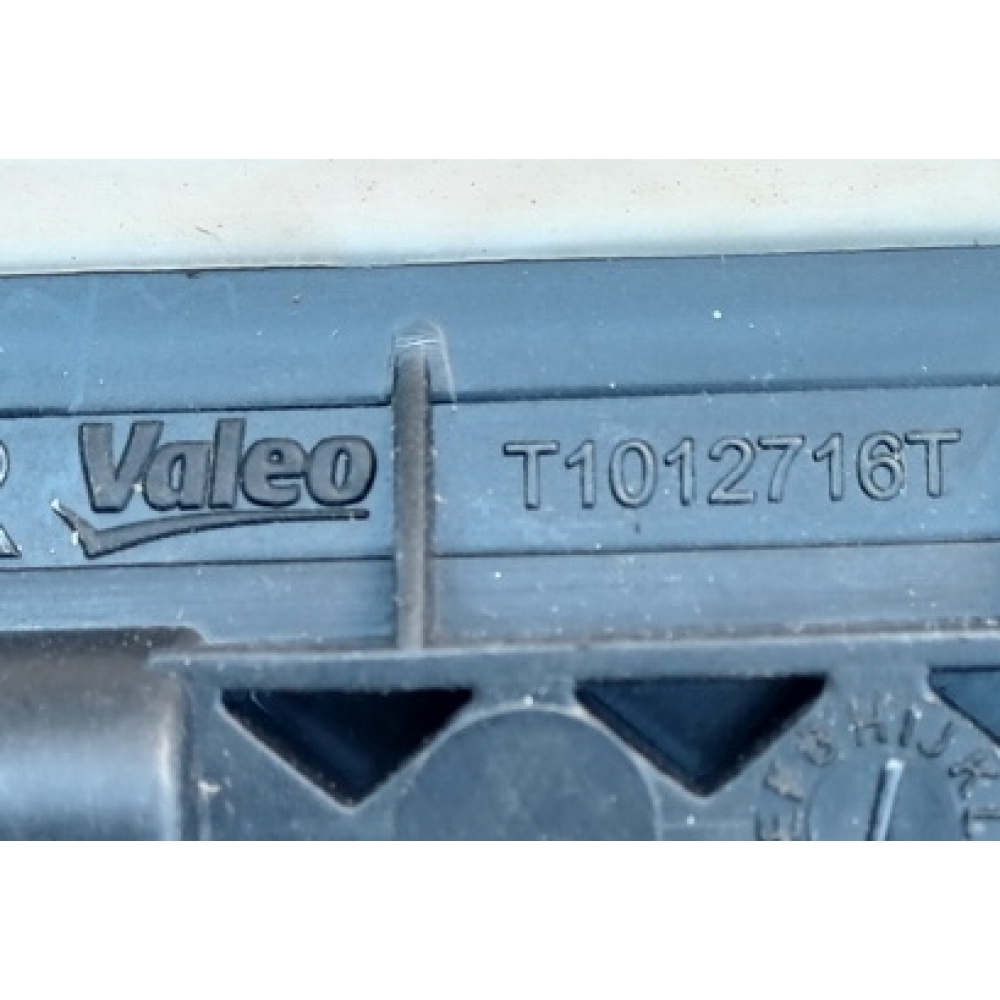 R Valeo T1012716T
E F G H I J K L